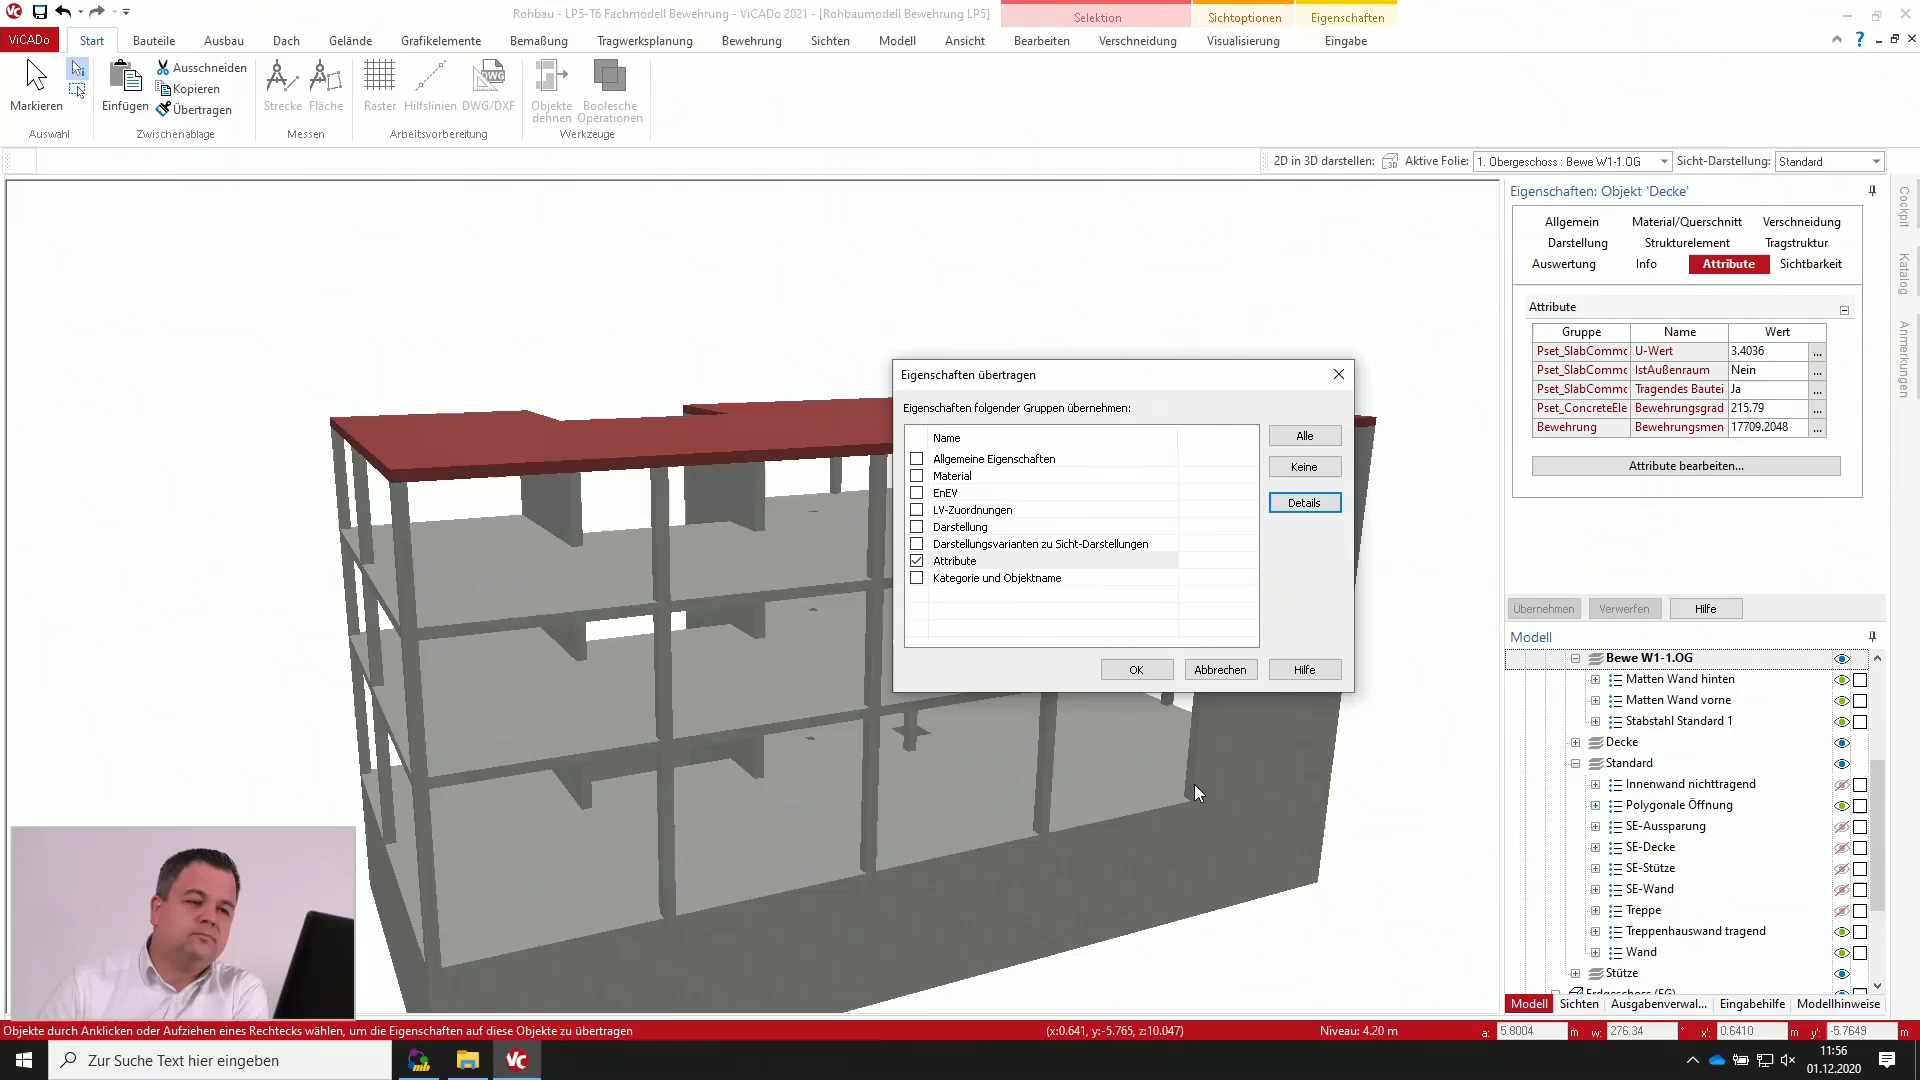 Rohbau - LP5-T6 Fachmodell Bewehrung - ViCADo 2021 - [Rohbaumodell Bewehrung LP5]
Selektion
Sichtoptionen
Eigenschaften
ViCADo
Start
Bauteile
Ausbau
Dach
Gelände
Grafikelemente
Bemaßung
Tragwerksplanung
Bewehrung
Sichten
Modell
Ansicht
Bearbeiten
Verschneidung
Visualisierung
Eingabe
Markieren
Auswahl
Einfügen
Ausschneiden
Kopieren
Übertragen
Zwischenablage
Strecke
Fläche
Messen
Raster
Hilfslinien
DWG/DXF
Arbeitsvorbereitung
Objekte dehnen
Boolesche Operationen
Werkzeuge
2D in 3D darstellen:
Aktive Folie:
1. Obergeschoss : Bewe W1-1.OG
Sicht-Darstellung:
Standard
Eigenschaften: Objekt 'Decke'
Allgemein
Material/Querschnitt
Verschneidung
Darstellung
Strukturelement
Tragstruktur
Auswertung
Info
Attribute
Sichtbarkeit
Attribute
Gruppe Name Wert
Pset_SlabCommc U-Wert 3.4036 ...
Pset_SlabCommc IstAußenraum Nein ...
Pset_SlabCommc Tragendes Bautei Ja ...
Pset_ConcreteEle Bewehrungsgrad 215.79 ...
Bewehrung Bewehrungsmen 17709.2048 ...
Attribute bearbeiten...
Cockpit
Katalog
Anmerkungen
Eigenschaften übertragen
Eigenschaften folgender Gruppen übernehmen:
Name
Allgemeine Eigenschaften
Material
EnEV
LV-Zuordnungen
Darstellung
Darstellungsvarianten zu Sicht-Darstellungen
Attribute
Kategorie und Objektname
Alle
Keine
Details
OK
Abbrechen
Hilfe
Übernehmen
Verwerfen
Hilfe
Modell
Bewe W1-1.OG
Matten Wand hinten
Matten Wand vorne
Stabstahl Standard 1
Decke
Standard
Innenwand nichttragend
Polygonale Öffnung
SE-Aussparung
SE-Decke
SE-Stütze
SE-Wand
Treppe
Treppenhauswand tragend
Wand
Stütze
Erdgeschoss (EG)
Modell
Sichten
Ausgabenverwal...
Eingabehilfe
Modellhinweise
Objekte durch Anklicken oder Aufziehen eines Rechtecks wählen, um die Eigenschaften auf diese Objekte zu übertragen
(x:0.641, y:-5.765, z:10.047)
Niveau: 4.20 m
a: 5.8004 m w: 276.34 ° x': 0.6410 m y': -5.7649 m
Zur Suche Text hier eingeben
11:56
01.12.2020